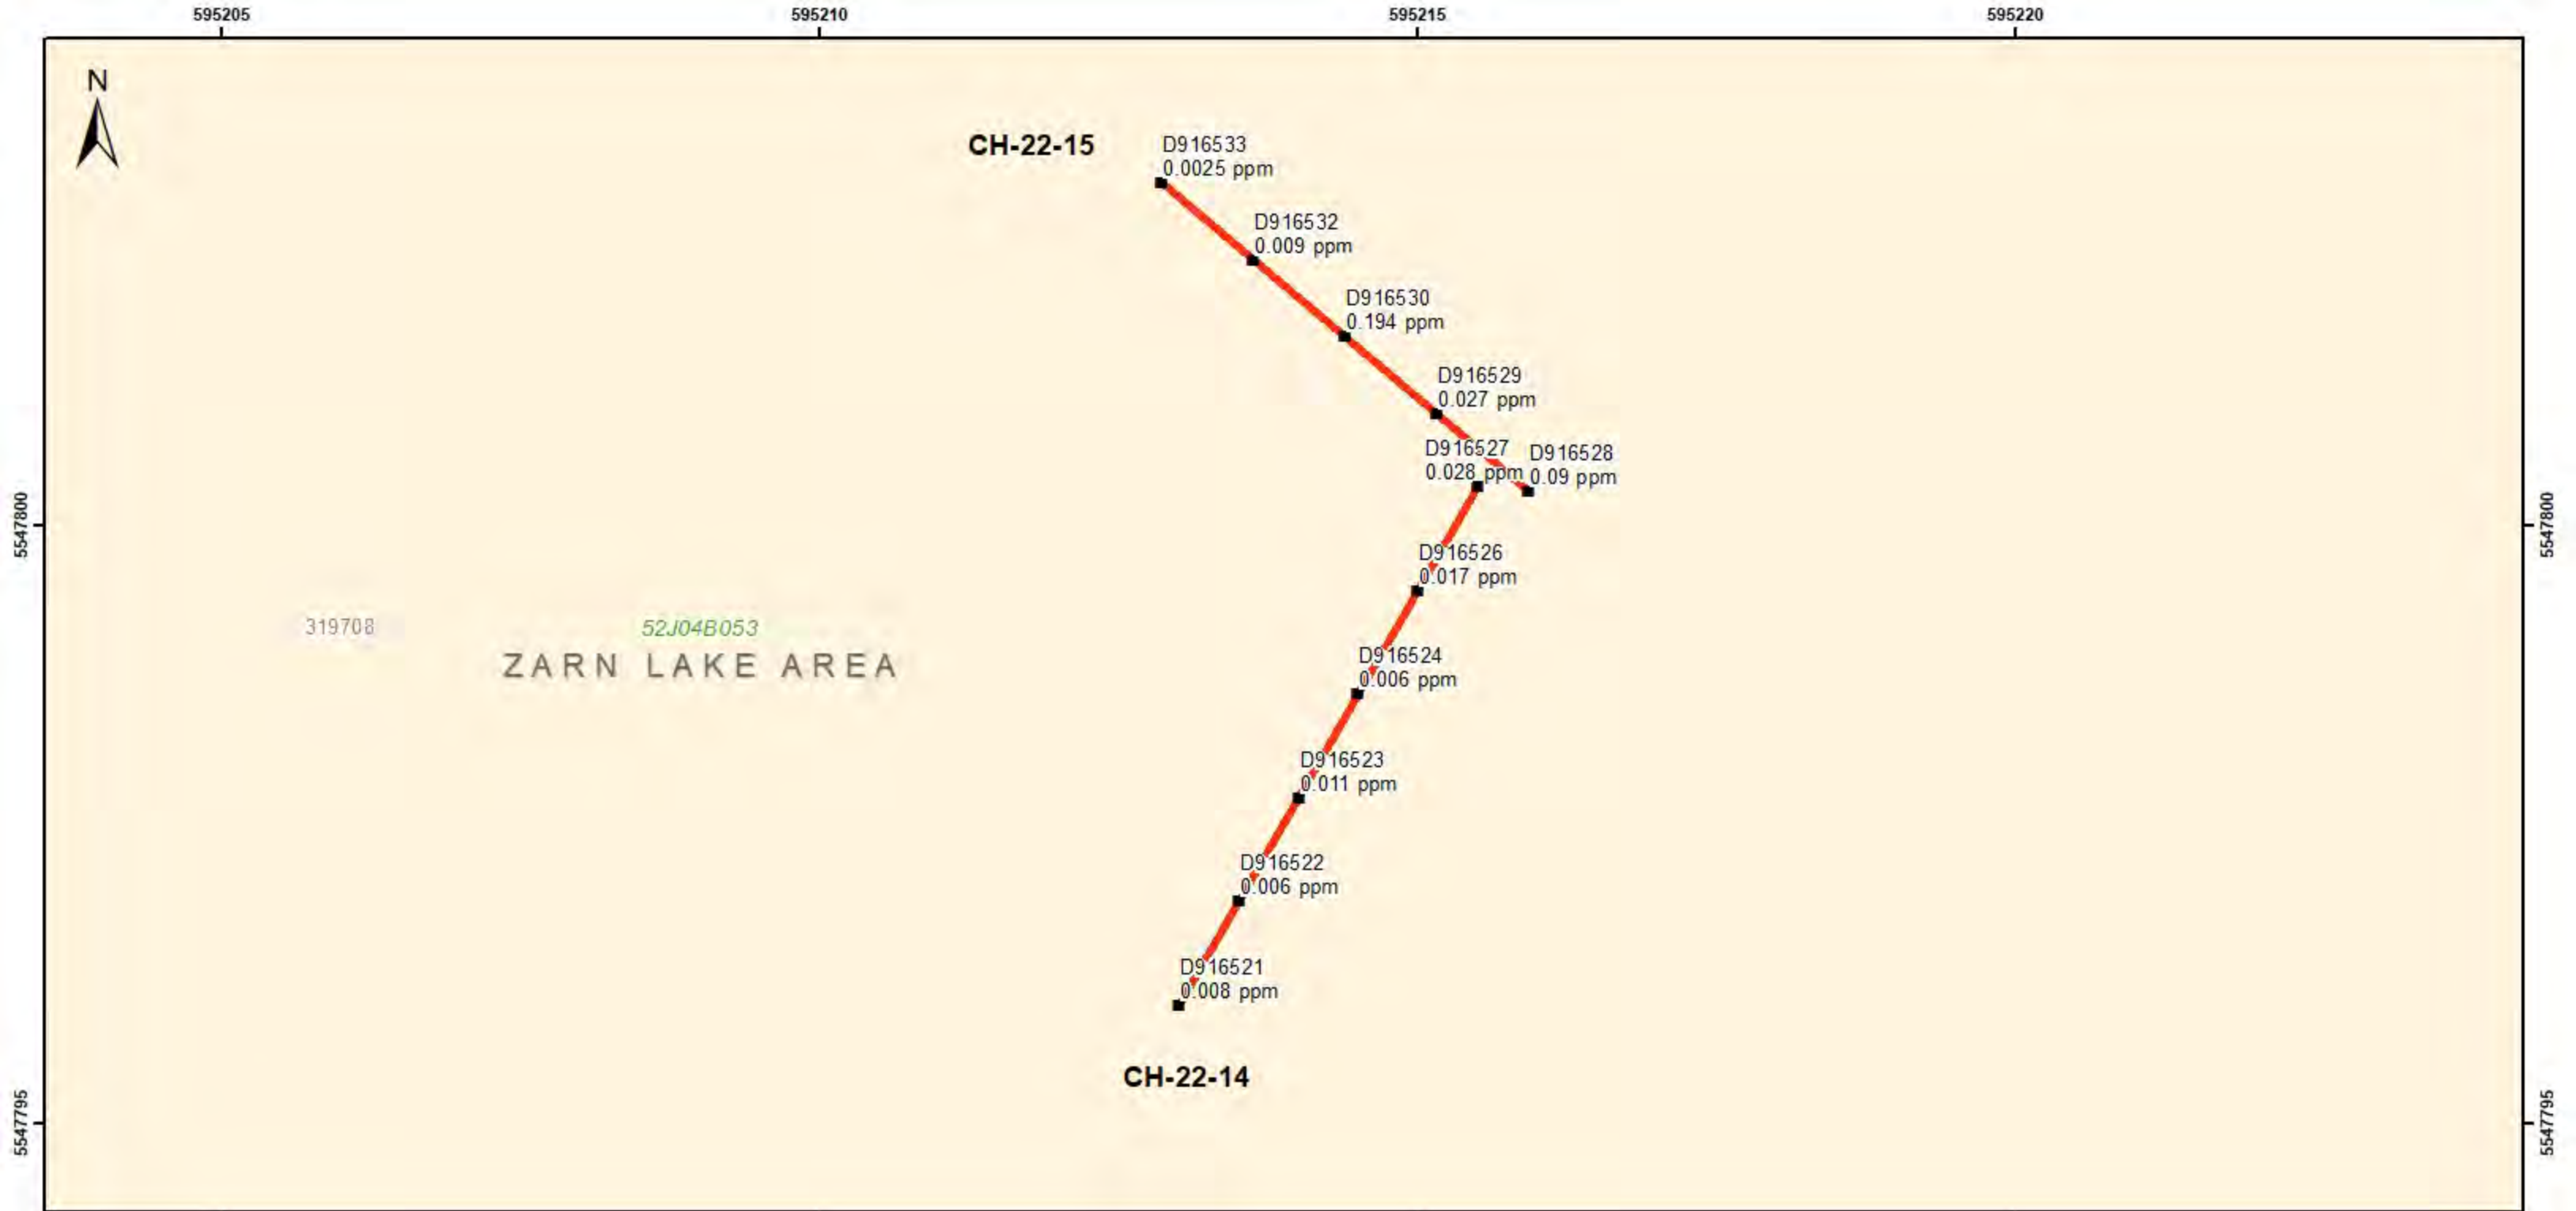 595205
595210
595215
595220
N
CH-22-15
D916533
0.0025 ppm
D916532
0.009 ppm
D916530
0.194 ppm
D916529
0.027 ppm
D916527
0.028 ppm
D916528
0.09 ppm
5547800
5547800
D916526
0.017 ppm
319708
52J04B053
ZARN LAKE AREA
D916524
0.006 ppm
D916523
0.011 ppm
D916522
0.006 ppm
D916521
0.008 ppm
CH-22-14
5547795
5547795